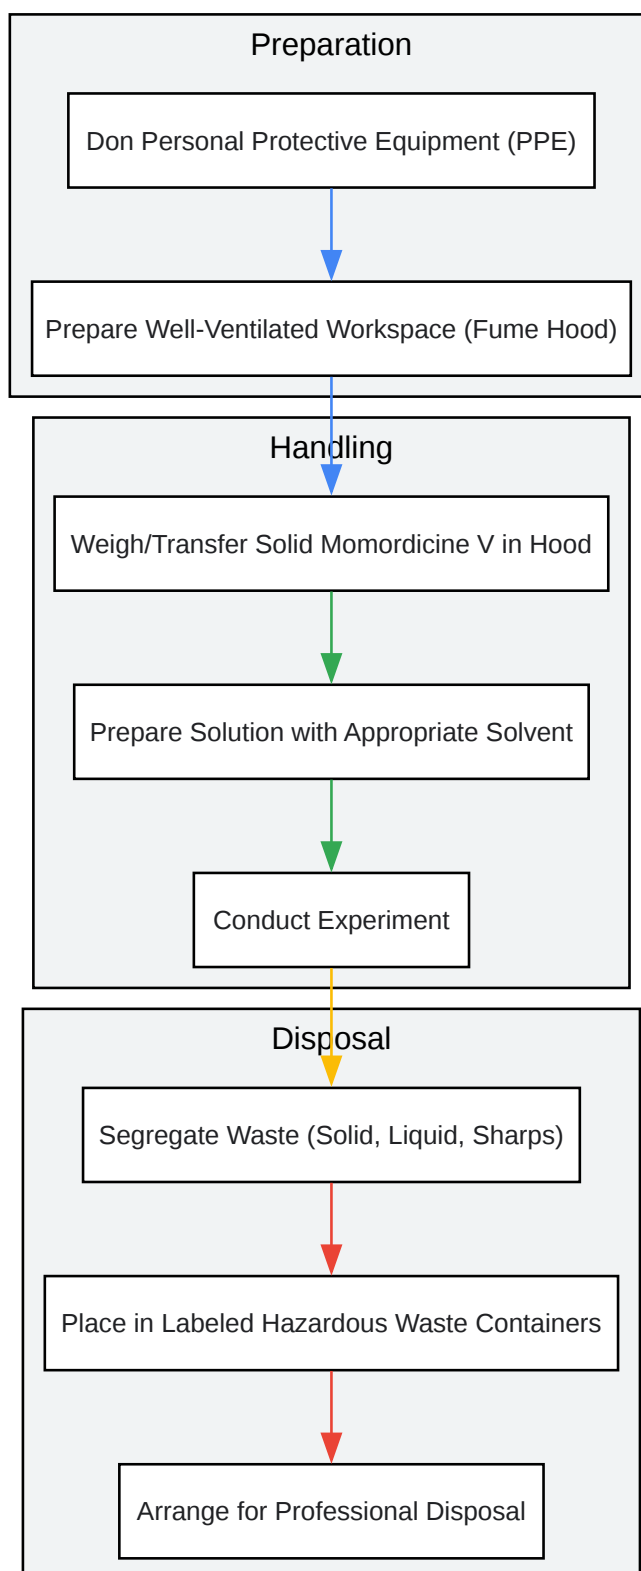 Preparation
Don Personal Protective Equipment (PPE)
Prepare Well-Ventilated Workspace (Fume Hood)
Handling
Weigh/Transfer Solid Momordicine V in Hood
Prepare Solution with Appropriate Solvent
Conduct Experiment
Disposal
Segregate Waste (Solid, Liquid, Sharps)
Place in Labeled Hazardous Waste Containers
Arrange for Professional Disposal